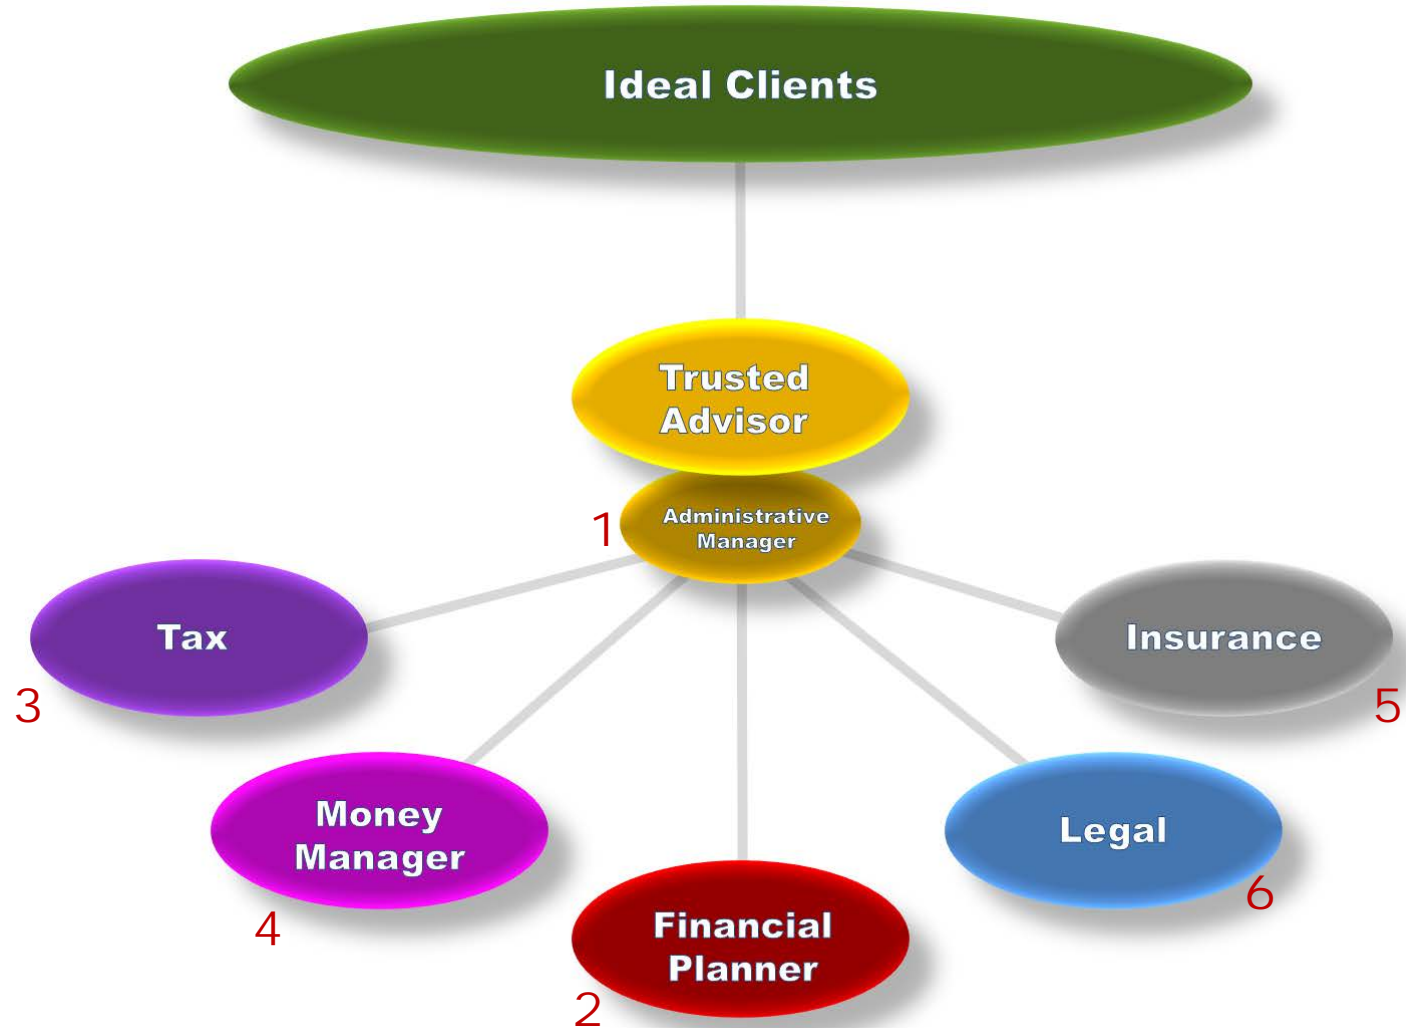 Ideal Clients
Trusted
Advisor
1
Administrative
Manager
Tax
3
Insurance
5
Money
Manager
4
Legal
6
Financial
Planner
2